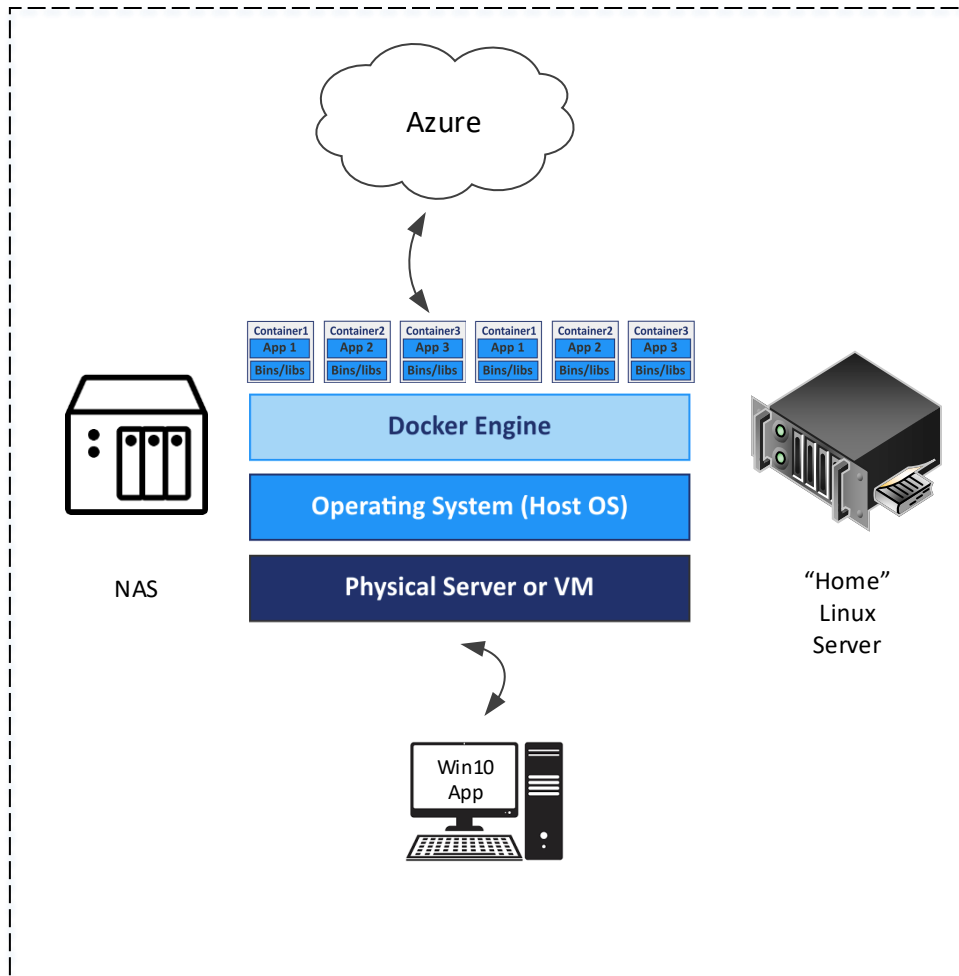 Azure
Container1 Container2 Container3 Container1 Container2 Container3
App 1 App 2 App 3 App 1 App 2 App 3
Bins/libs Bins/libs Bins/libs Bins/libs Bins/libs Bins/libs
Docker Engine
Operating System (Host OS)
Physical Server or VM
NAS
“Home”
Linux
Server
Win10
App